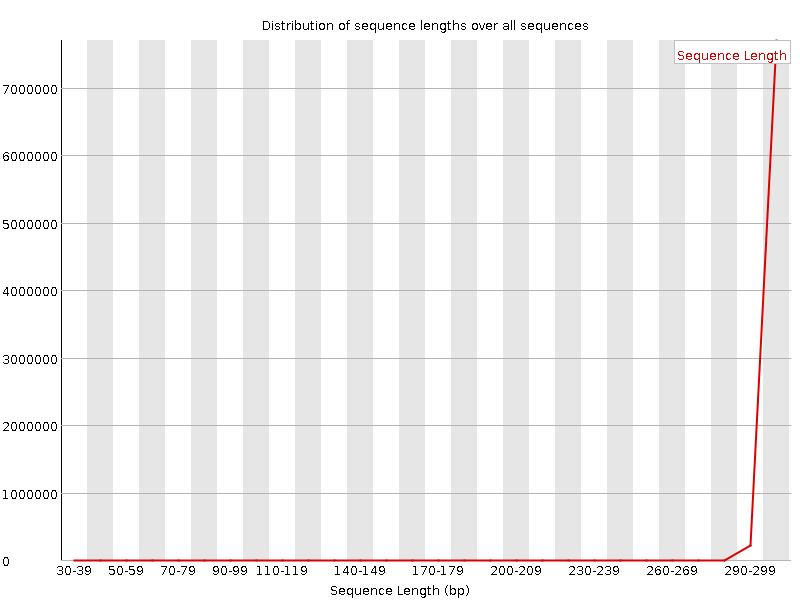 Distribution of sequence lengths over all sequences
Sequence Length
7000000
6000000
5000000
4000000
3000000
2000000
1000000
0
30-39 50-59 70-79 90-99 110-119 140-149 170-179 200-209 230-239 260-269 290-299
Sequence Length (bp)